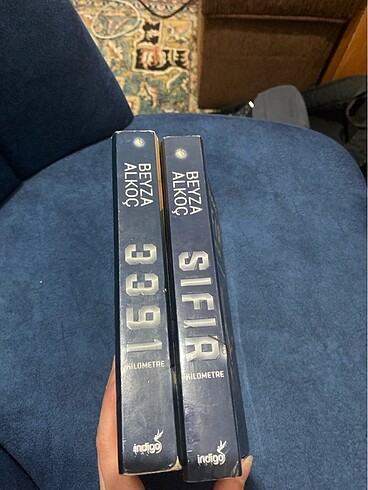 BEYZA
ALKOÇ
3391
KİLOMETRE
indigo
BEYZA
ALKOÇ
SIFIR
KİLOMETRE
indigo